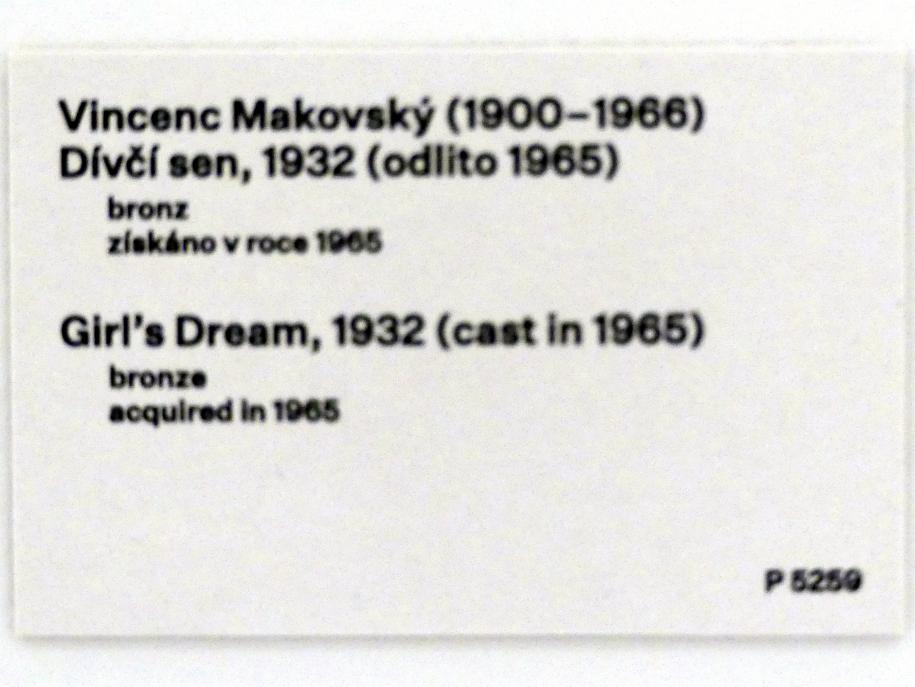 Vincenc Makovský (1900–1966)
Dívčí sen, 1932 (odlito 1965)
bronz
získáno v roce 1965
Girl's Dream, 1932 (cast in 1965)
bronze
acquired in 1965
P 5259